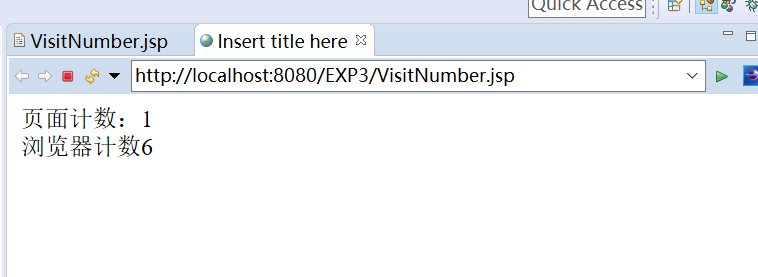 Quick Access
VisitNumber.jsp
Insert title here
http://localhost:8080/EXP3/VisitNumber.jsp
页面计数：1
浏览器计数6